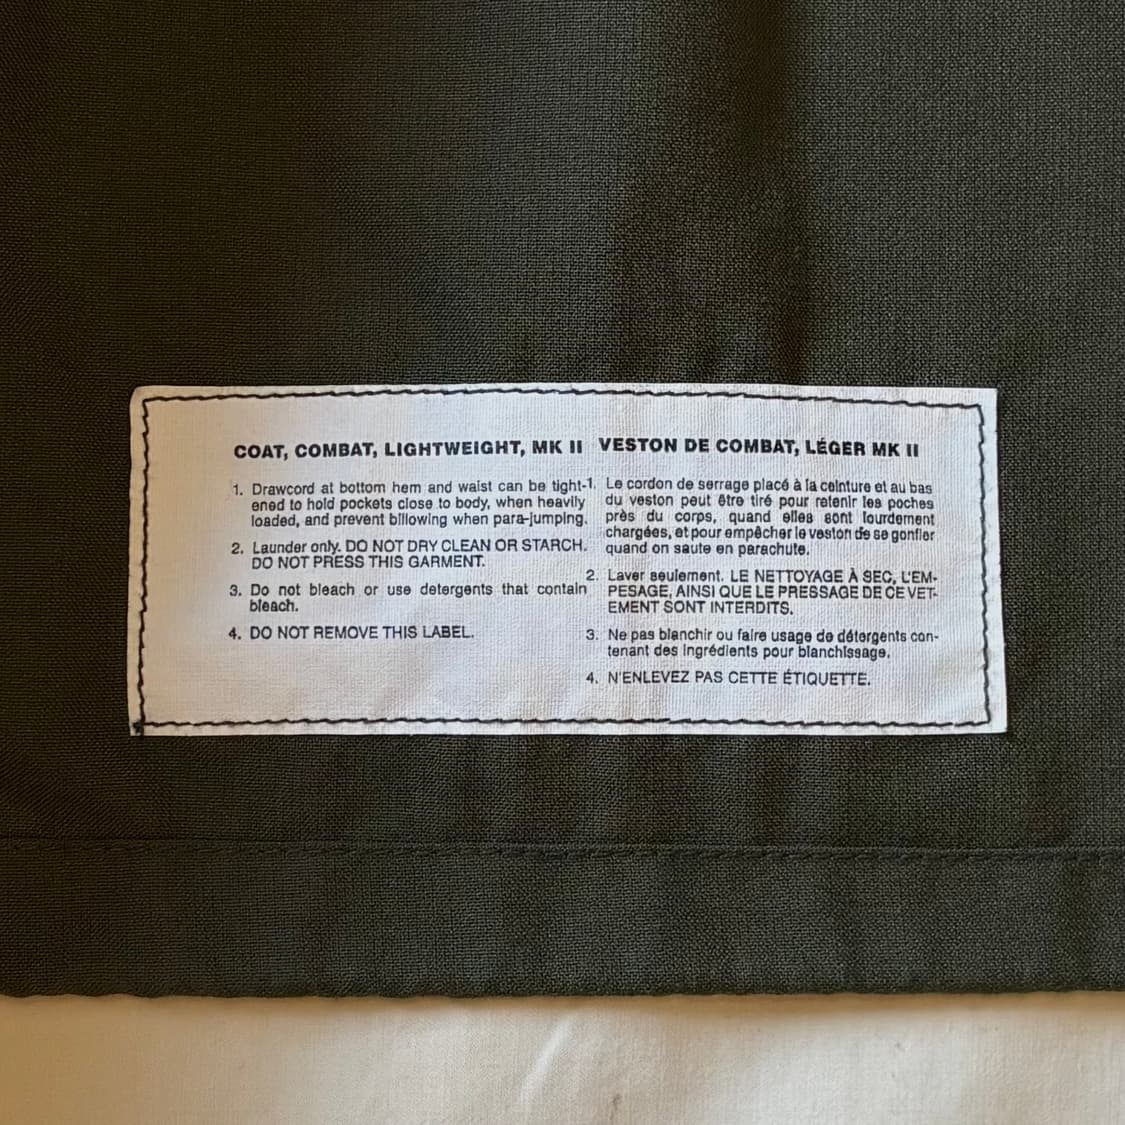 COAT, COMBAT, LIGHTWEIGHT, MK II
1. Drawcord at bottom hem and waist can be tight-
ened to hold pockets close to body, when heavily
loaded, and prevent billowing when para-jumping.
2. Launder only. DO NOT DRY CLEAN OR STARCH.
DO NOT PRESS THIS GARMENT.
3. Do not bleach or use detergents that contain
bleach.
4. DO NOT REMOVE THIS LABEL.
VESTON DE COMBAT, LÉGER MK II
1. Le cordon de serrage placé à la ceinture et au bas
du veston peut être tiré pour retenir les poches
près du corps, quand elles sont lourdement
chargées, et pour empêcher le veston de se gonfler
quand on saute en parachute.
2. Laver seulement. LE NETTOYAGE À SEC, L'EM-
PESAGE, AINSI QUE LE PRESSAGE DE CE VET-
EMENT SONT INTERDITS.
3. Ne pas blanchir ou faire usage de détergents con-
tenant des ingrédients pour blanchissage.
4. N'ENLEVEZ PAS CETTE ÉTIQUETTE.